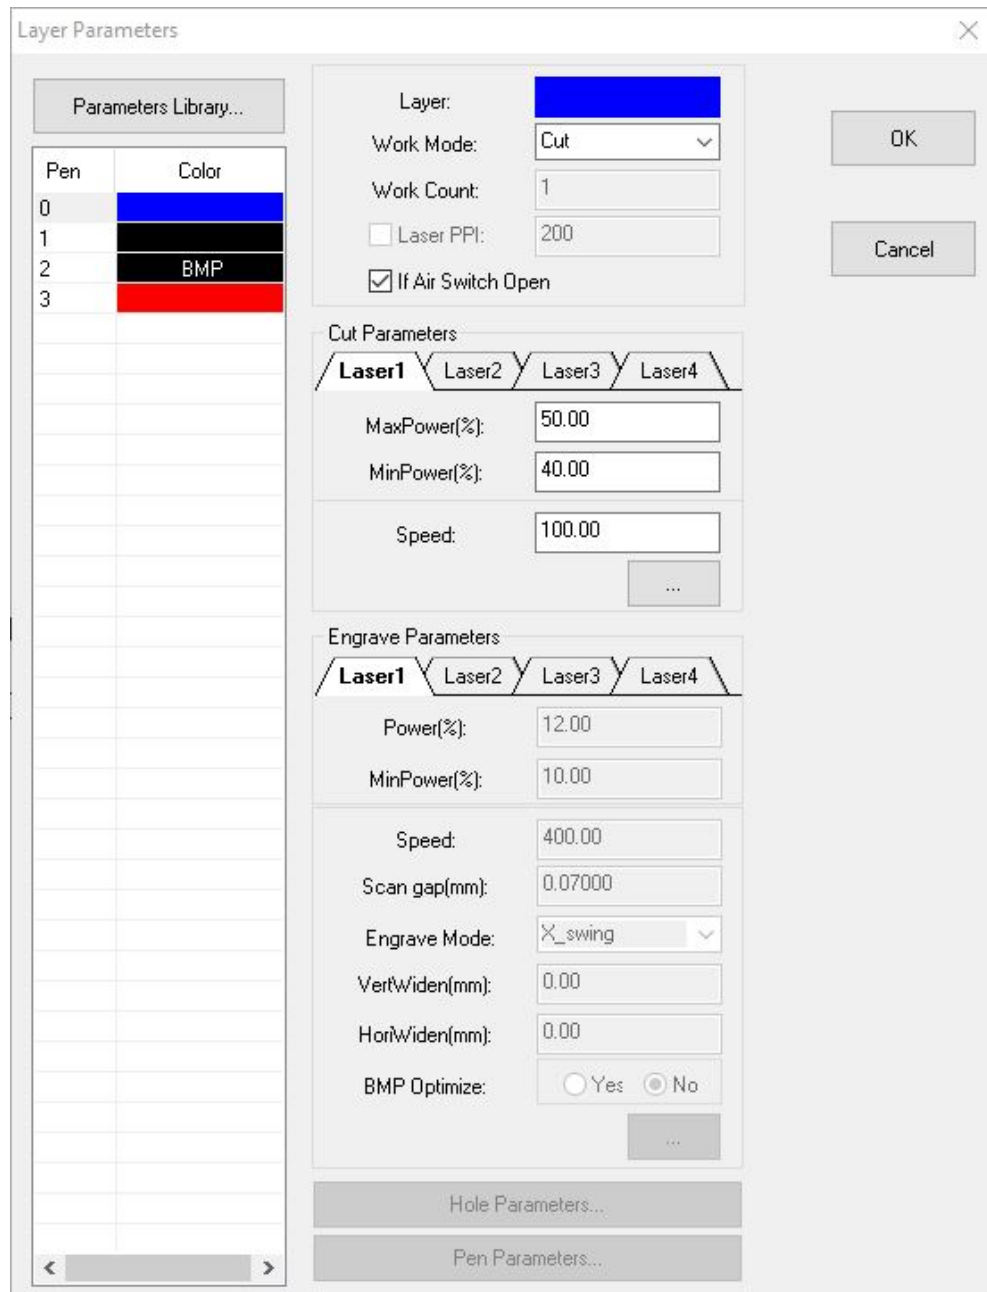 Layer Parameters
Parameters Library...
Pen Color
0
1
2 BMP
3
Layer:
Work Mode: Cut
Work Count: 1
Laser PPI: 200
If Air Switch Open
OK
Cancel
Cut Parameters
Laser1 Laser2 Laser3 Laser4
MaxPower(%): 50.00
MinPower(%): 40.00
Speed: 100.00
...
Engrave Parameters
Laser1 Laser2 Laser3 Laser4
Power(%): 12.00
MinPower(%): 10.00
Speed: 400.00
Scan gap(mm): 0.07000
Engrave Mode: X_swing
VertWiden(mm): 0.00
HoriWiden(mm): 0.00
BMP Optimize: Yes No
...
Hole Parameters...
Pen Parameters...